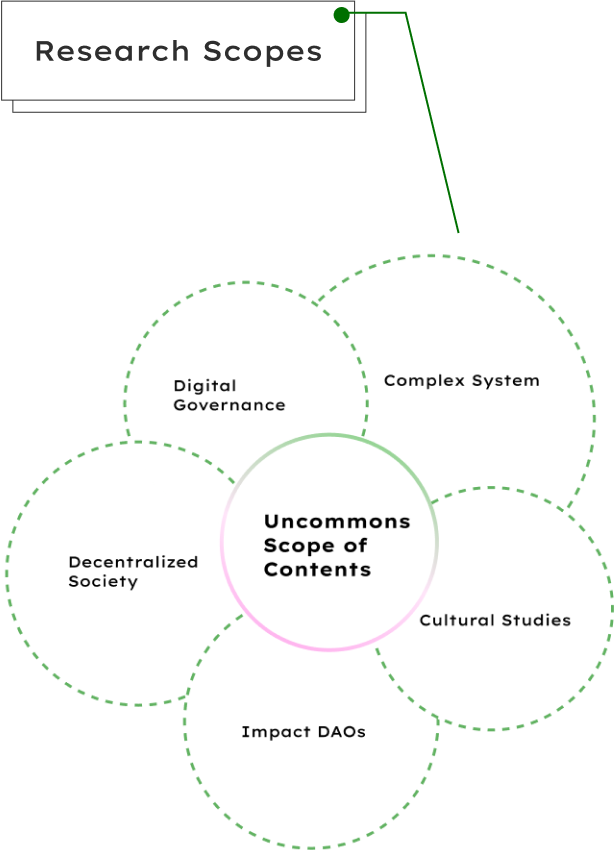 Research Scopes
Digital
Governance
Complex System
Uncommons
Scope of
Contents
Decentralized
Society
Cultural Studies
Impact DAOs